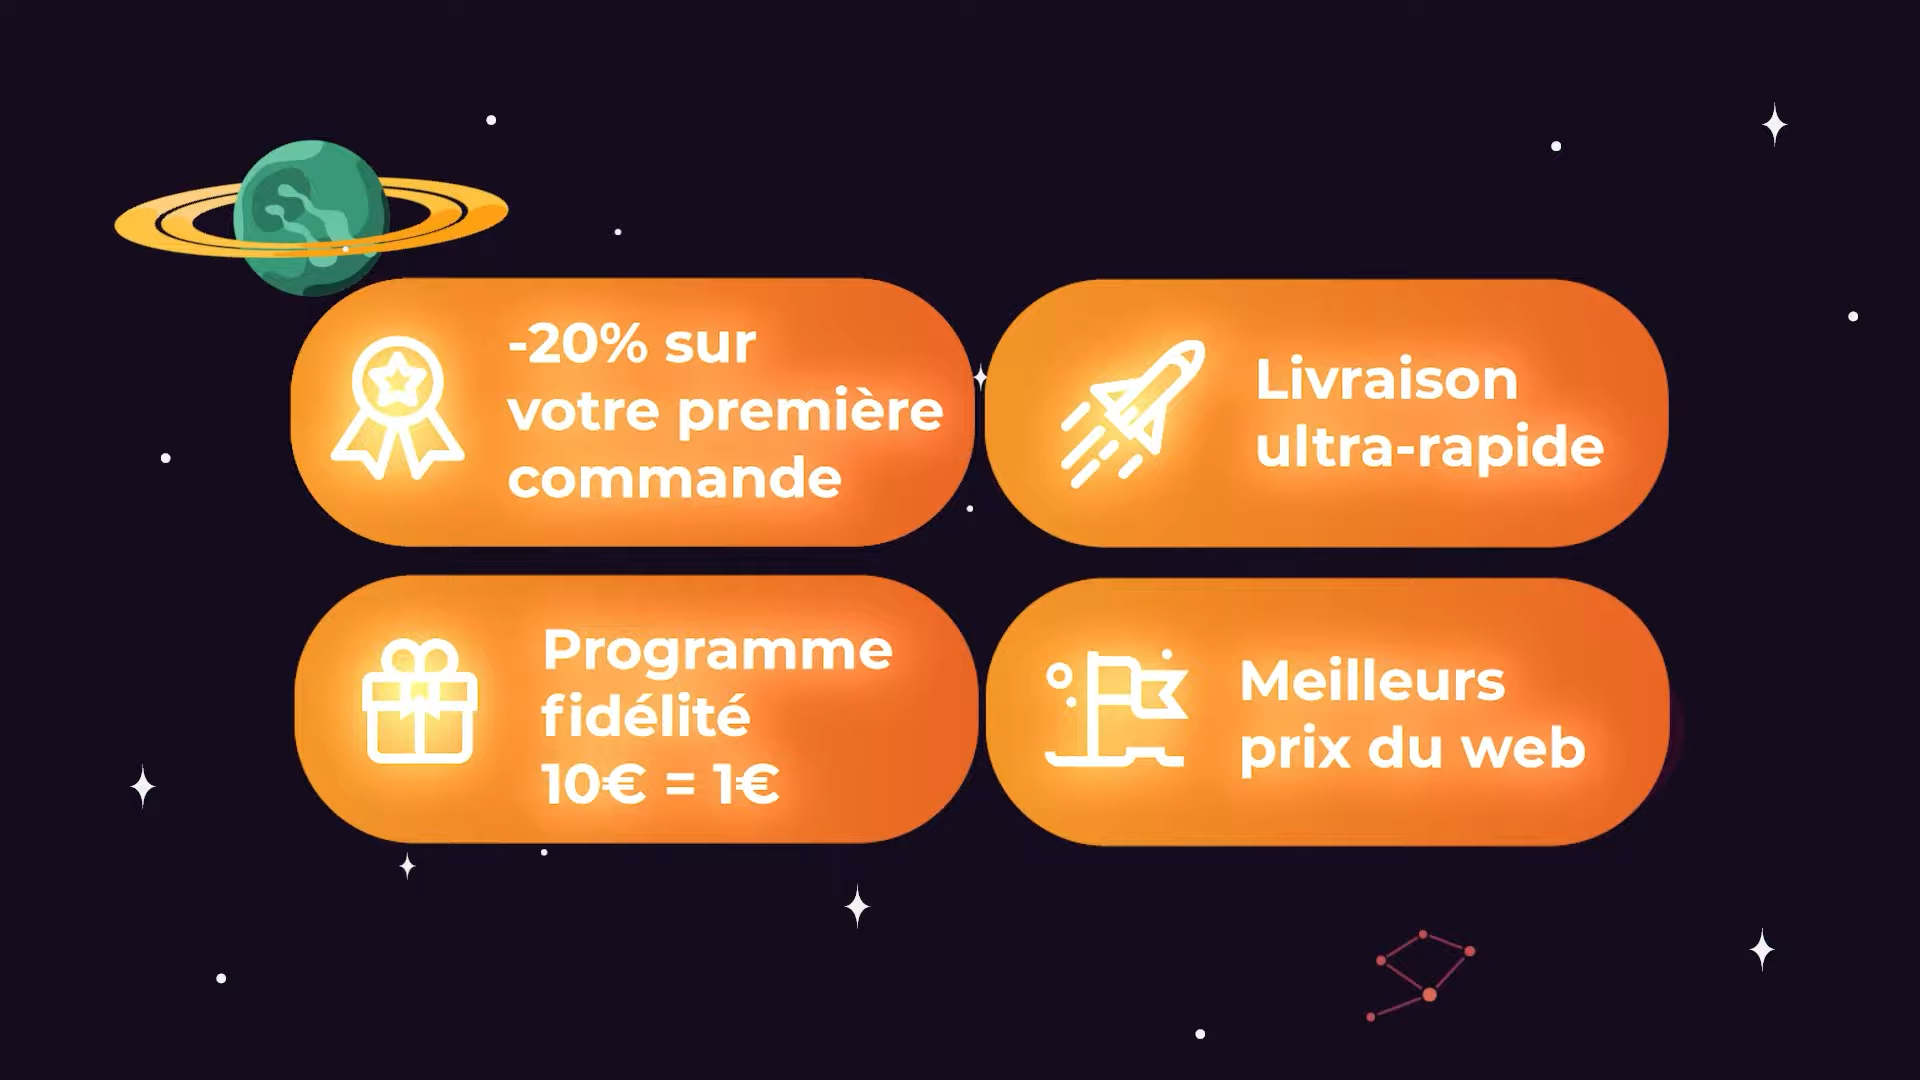 -20% sur
votre première
commande
Livraison
ultra-rapide
Programme
fidélité
10€ = 1€
Meilleurs
prix du web